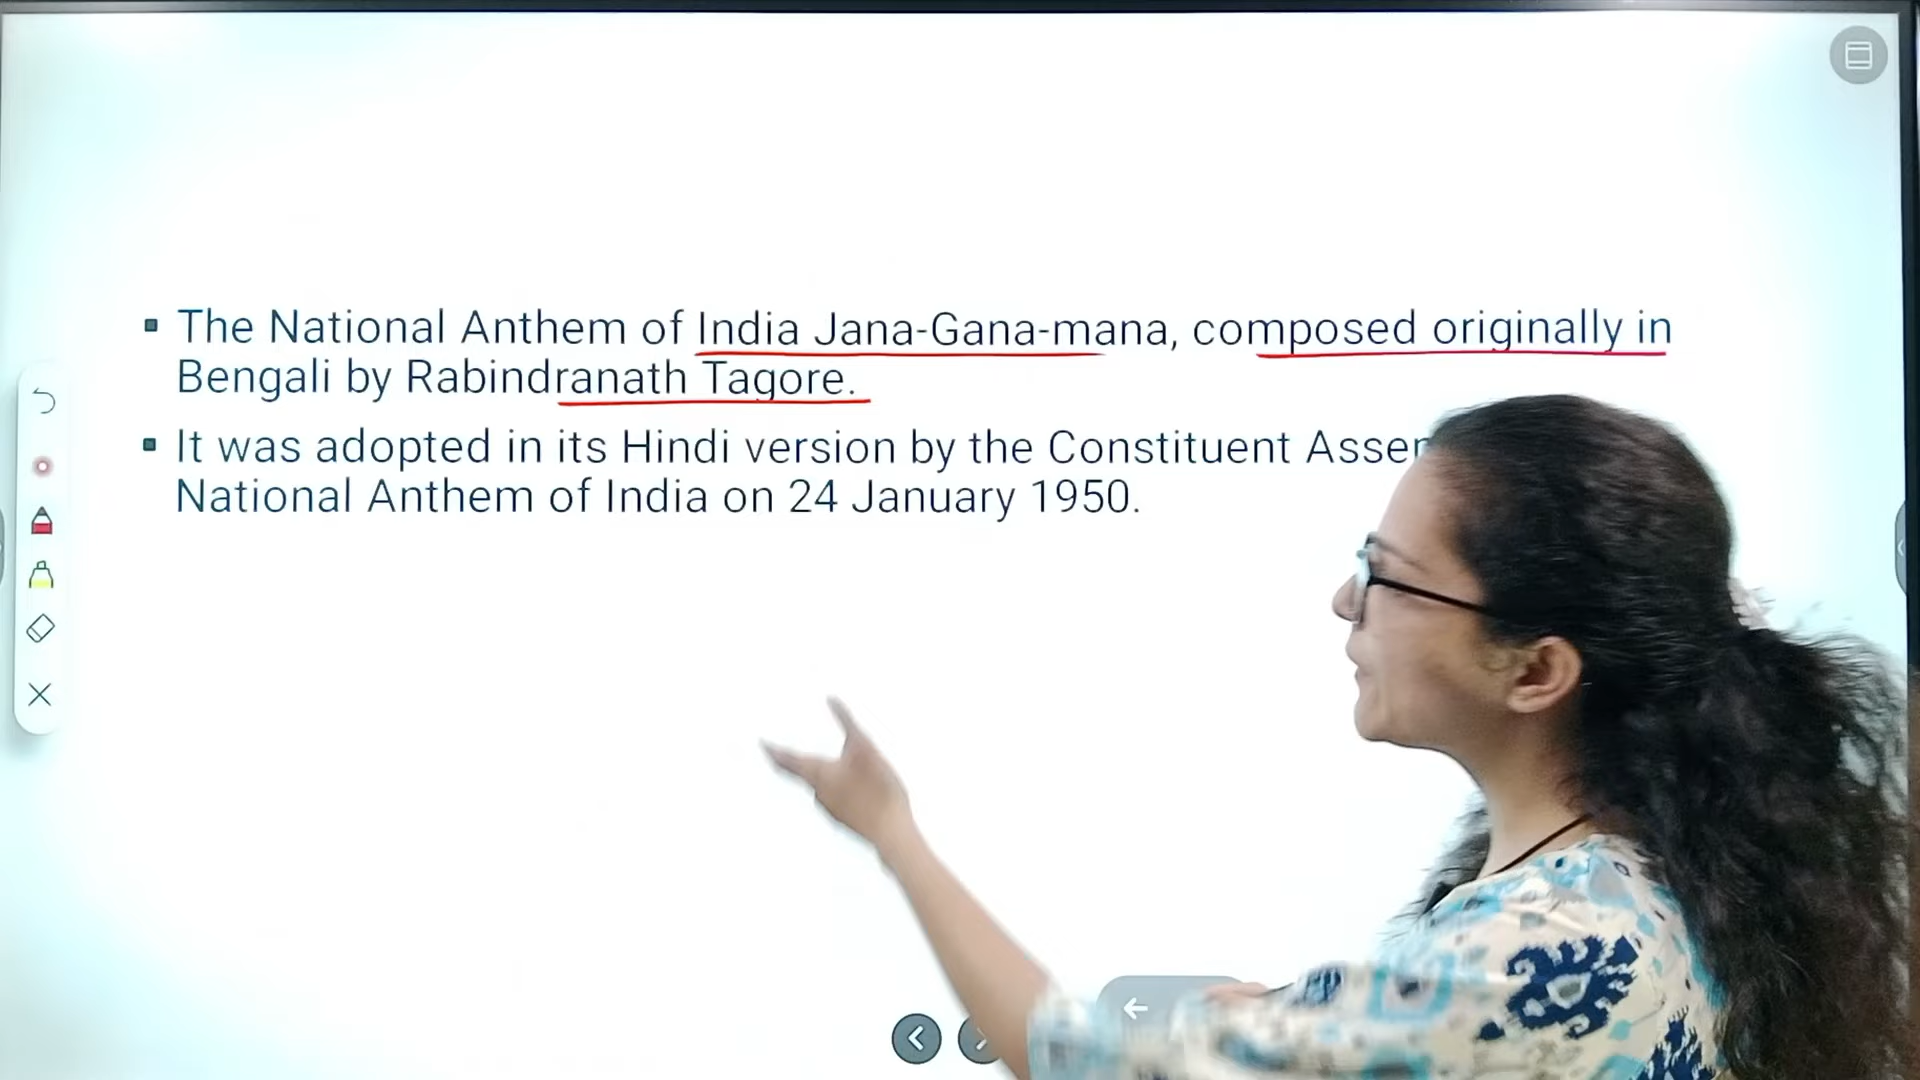 The National Anthem of India Jana-Gana-mana, composed originally in
Bengali by Rabindranath Tagore.
It was adopted in its Hindi version by the Constituent
National Anthem of India on 24 January 1950.